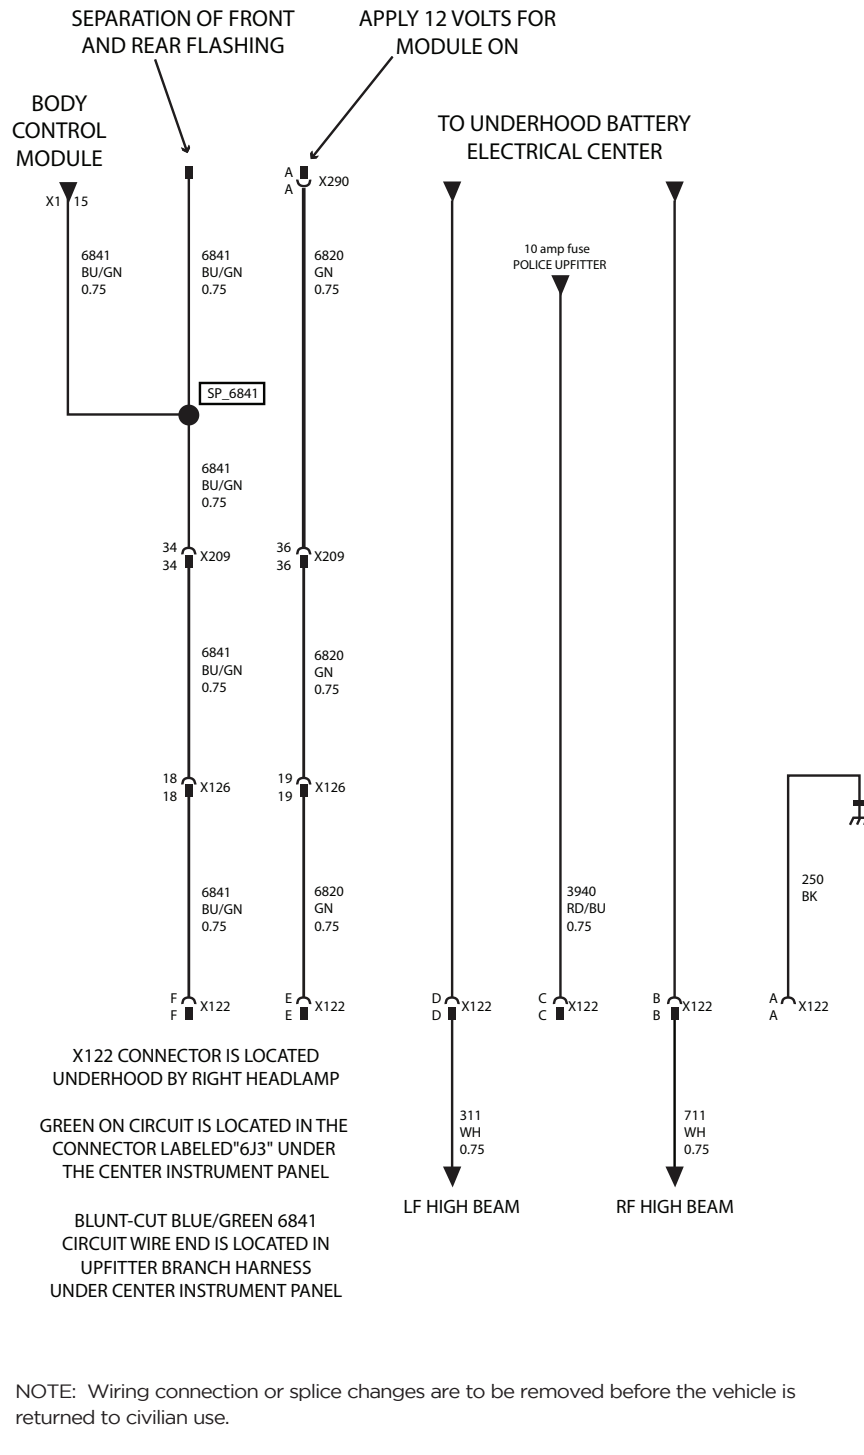 SEPARATION OF FRONT
AND REAR FLASHING
APPLY 12 VOLTS FOR
MODULE ON
BODY
CONTROL
MODULE
TO UNDERHOOD BATTERY
ELECTRICAL CENTER
A
A
X290
X1
15
6841
BU/GN
0.75
6841
BU/GN
0.75
6820
GN
0.75
10 amp fuse
POLICE UPFITTER
SP_6841
6841
BU/GN
0.75
34
34
X209
36
36
X209
6841
BU/GN
0.75
6820
GN
0.75
18
18
X126
19
19
X126
6841
BU/GN
0.75
6820
GN
0.75
3940
RD/BU
0.75
250
BK
F
F
X122
E
E
X122
D
D
X122
C
C
X122
B
B
X122
A
A
X122
X122 CONNECTOR IS LOCATED
UNDERHOOD BY RIGHT HEADLAMP
GREEN ON CIRCUIT IS LOCATED IN THE
CONNECTOR LABELED"6J3" UNDER
THE CENTER INSTRUMENT PANEL
BLUNT-CUT BLUE/GREEN 6841
CIRCUIT WIRE END IS LOCATED IN
UPFITTER BRANCH HARNESS
UNDER CENTER INSTRUMENT PANEL
311
WH
0.75
711
WH
0.75
LF HIGH BEAM
RF HIGH BEAM
NOTE: Wiring connection or splice changes are to be removed before the vehicle is
returned to civilian use.